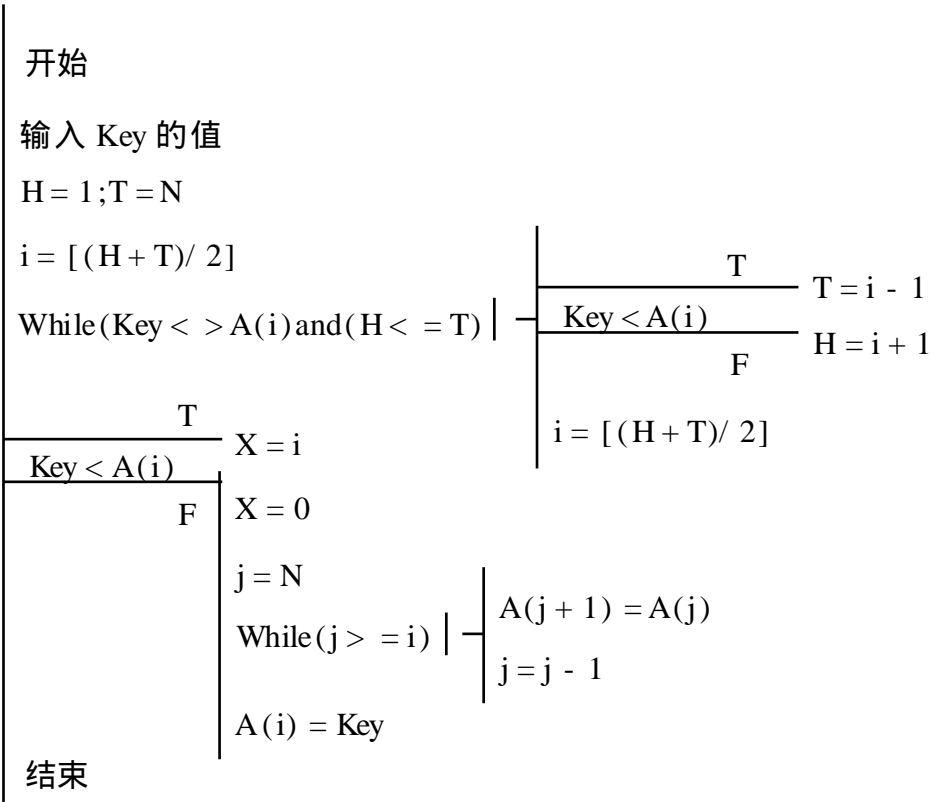 开始
输入 Key 的值
H = 1 ;T = N
i = [ (H + T)/ 2]
While (Key < > A(i) and (H < = T)
T
Key < A(i)
F
T = i - 1
H = i + 1
i = [ (H + T)/ 2]
T
Key < A(i)
F
X = i
X = 0
j = N
While (j > = i)
A(j + 1) = A(j)
j = j - 1
A(i) = Key
结束